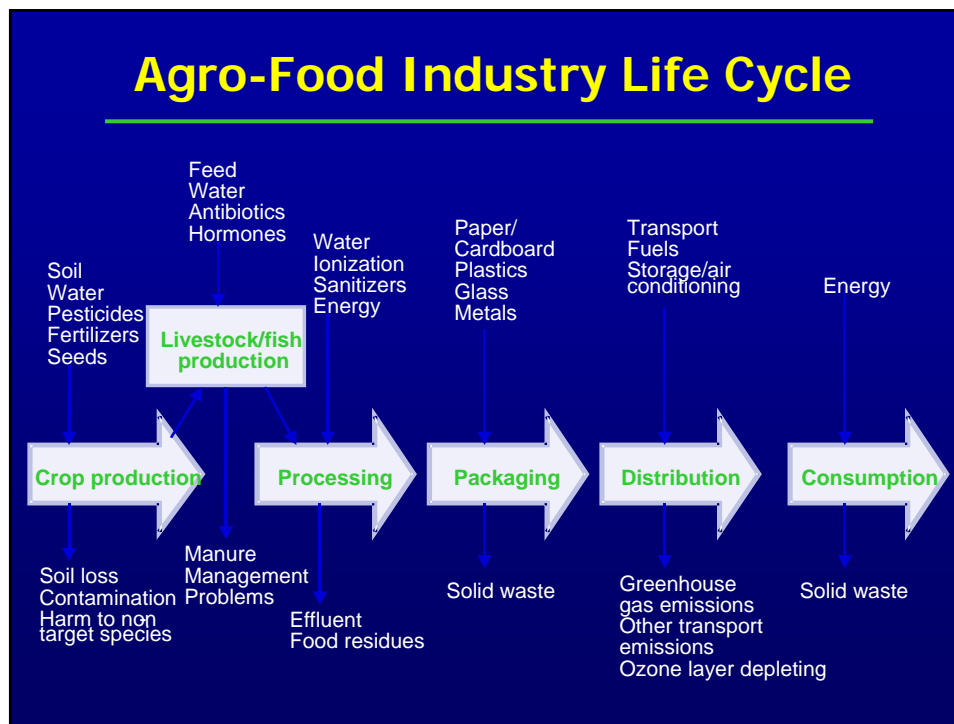 Agro-Food Industry Life Cycle
Feed
Water
Antibiotics
Hormones
Soil
Water
Pesticides
Fertilizers
Seeds
Water
Ionization
Sanitizers
Energy
Paper/
Cardboard
Plastics
Glass
Metals
Transport
Fuels
Storage/air
conditioning
Energy
Livestock/fish
production
Crop production
Processing
Packaging
Distribution
Consumption
Soil loss
Contamination
Harm to non-
target species
Manure
Management
Problems
Effluent
Food residues
Solid waste
Greenhouse
gas emissions
Other transport
emissions
Ozone layer depleting
Solid waste